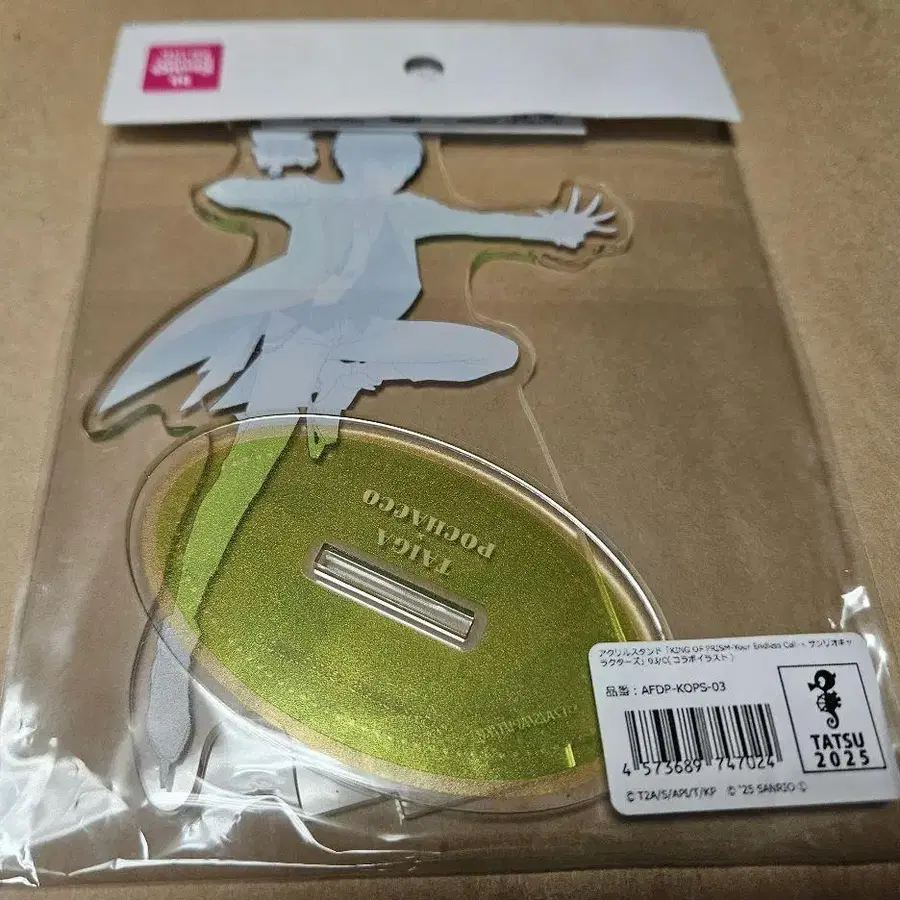 TAIGA
×
POCHACCO
アクリルスタンド「KING OF PRISM-Your Endless Call-×サンリオキャ
ラクターズ」03/C(コラボイラスト)
品番：AFDP-KOPS-03
4 573689 747024
© T2A/S/API/T/KP © '25 SANRIO Ⓢ
TATSU
2025